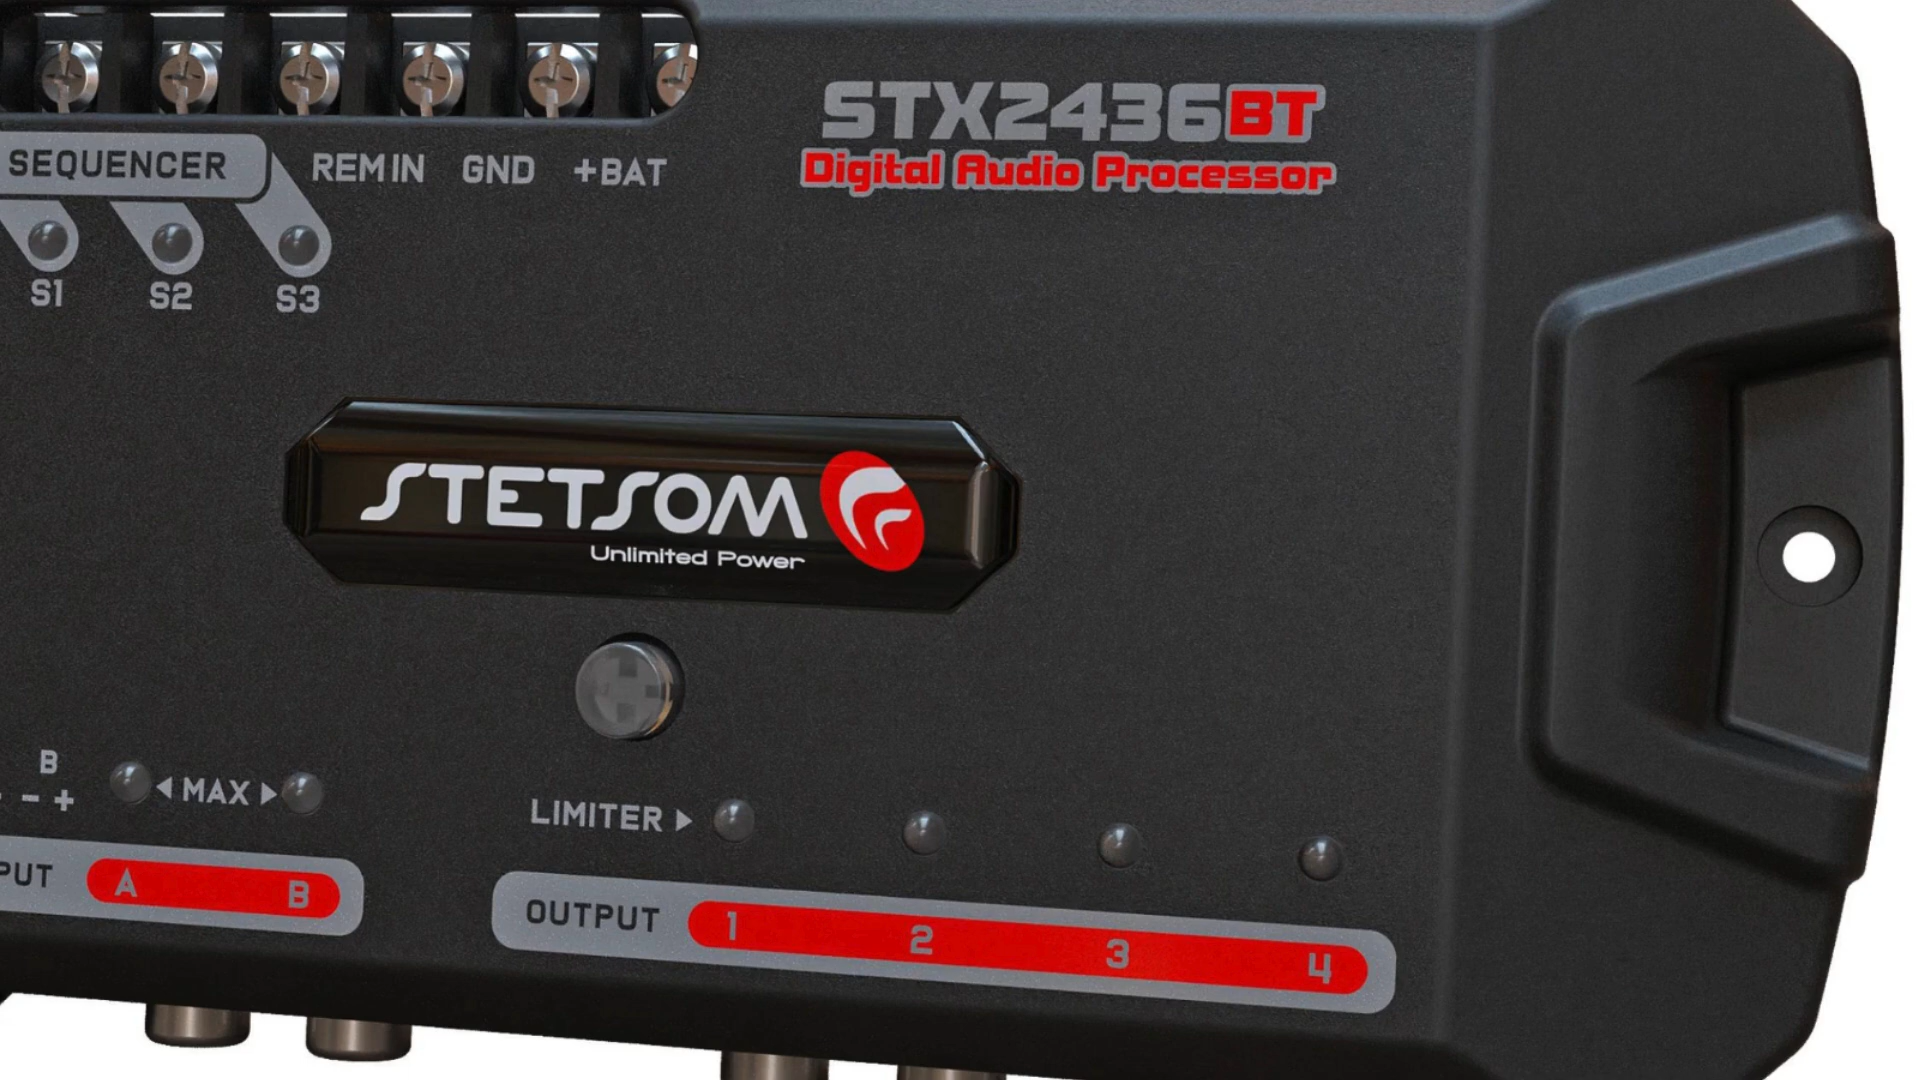 STX2436BT
Digital Audio Processor
SEQUENCER
REM IN GND +BAT
S1 S2 S3
STETSOM
Unlimited Power
B
- +
◀ MAX ▶
LIMITER ▶
A B
OUTPUT 1 2 3 4